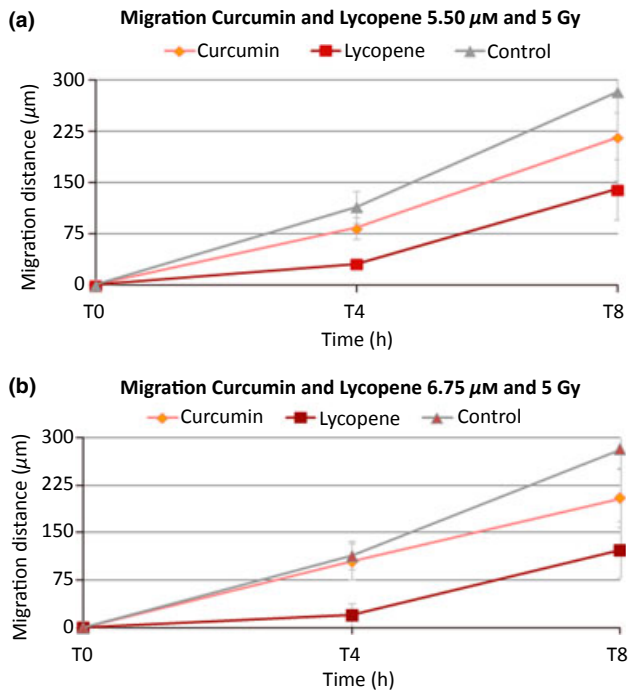 (a) Migration Curcumin and Lycopene 5.50 μM and 5 Gy
Curcumin Lycopene Control
Migration distance (μm)
300
225
150
75
0
T0 T4 T8
Time (h)
(b) Migration Curcumin and Lycopene 6.75 μM and 5 Gy
Curcumin Lycopene Control
Migration distance (μm)
300
225
150
75
0
T0 T4 T8
Time (h)